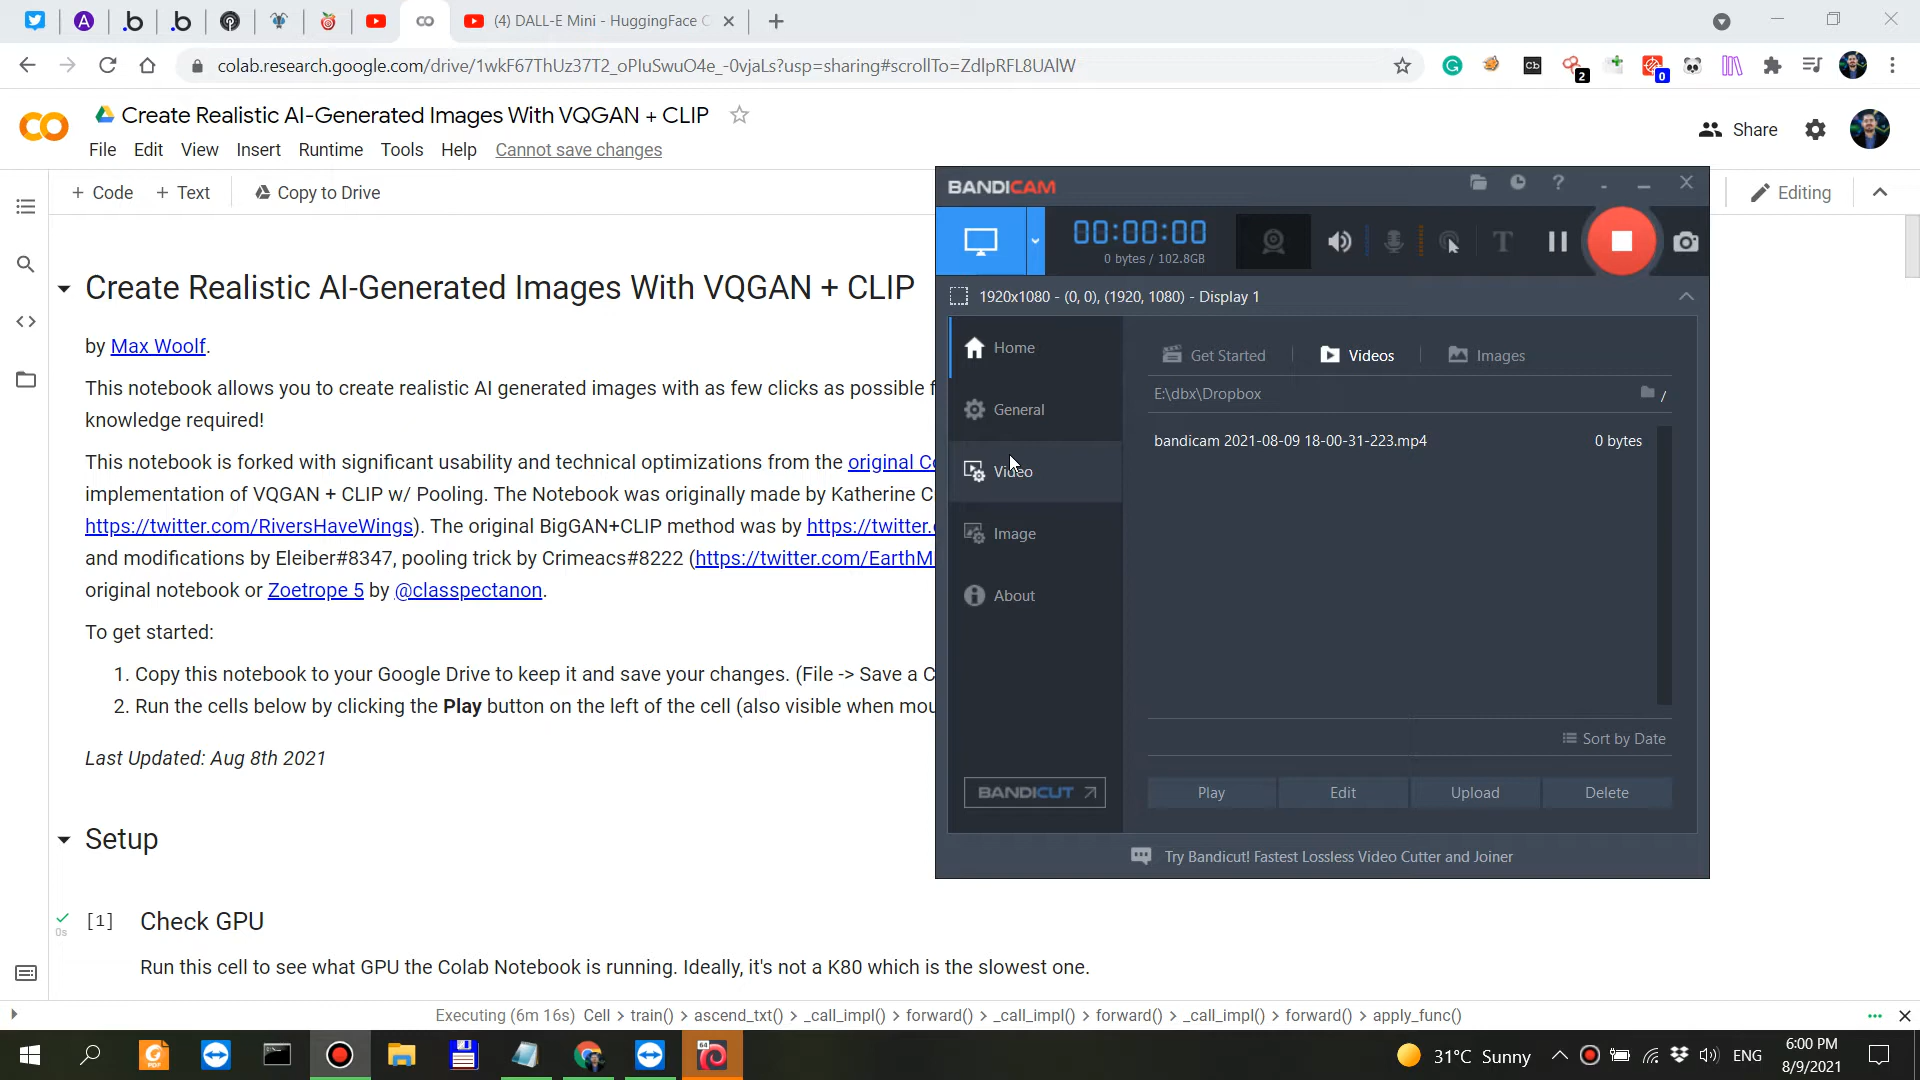 (4) DALL-E Mini - HuggingFace C
colab.research.google.com/drive/1wkF67ThUz37T2_oPIuSwuO4e_-0vjaLs?usp=sharing#scrollTo=ZdlpRFL8UAlW
Cb
2
0
Create Realistic AI-Generated Images With VQGAN + CLIP
Share
File Edit View Insert Runtime Tools Help Cannot save changes
+ Code + Text Copy to Drive
Editing
Create Realistic AI-Generated Images With VQGAN + CLIP
by Max Woolf.
This notebook allows you to create realistic AI generated images with as few clicks as possible f
knowledge required!
This notebook is forked with significant usability and technical optimizations from the original Co
implementation of VQGAN + CLIP w/ Pooling. The Notebook was originally made by Katherine C
https://twitter.com/RiversHaveWings). The original BigGAN+CLIP method was by https://twitter.
and modifications by Eleiber#8347, pooling trick by Crimeacs#8222 (https://twitter.com/EarthM
original notebook or Zoetrope 5 by @classpectanon.
To get started:
1. Copy this notebook to your Google Drive to keep it and save your changes. (File -> Save a C
2. Run the cells below by clicking the Play button on the left of the cell (also visible when mou
Last Updated: Aug 8th 2021
Setup
[1] Check GPU
0s
Run this cell to see what GPU the Colab Notebook is running. Ideally, it's not a K80 which is the slowest one.
BANDICAM
00:00:00
0 bytes / 102.8GB
1920x1080 - (0, 0), (1920, 1080) - Display 1
Home
General
Video
Image
About
BANDICUT
Get Started Videos Images
E:\dbx\Dropbox
bandicam 2021-08-09 18-00-31-223.mp4 0 bytes
Sort by Date
Play Edit Upload Delete
Try Bandicut! Fastest Lossless Video Cutter and Joiner
Executing (6m 16s) Cell > train() > ascend_txt() > _call_impl() > forward() > _call_impl() > forward() > _call_impl() > forward() > apply_func()
PDF
64
31°C Sunny
ENG
6:00 PM
8/9/2021